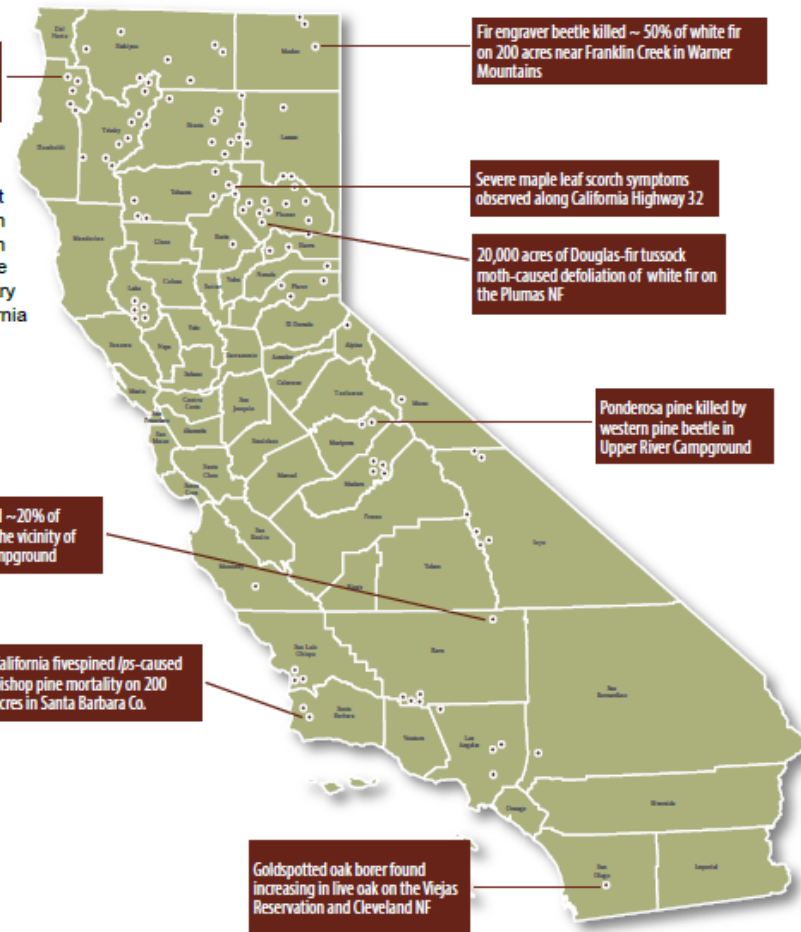 Fir engraver beetle killed ~ 50% of white fir
on 200 acres near Franklin Creek in Warner
Mountains
Severe maple leaf scorch symptoms
observed along California Highway 32
20,000 acres of Douglas-fir tussock
moth-caused defoliation of white fir on
the Plumas NF
Ponderosa pine killed by
western pine beetle in
Upper River Campground
~20% of
he vicinity of
mpground
alifornia fivespined Ips-caused
ishop pine mortality on 200
cres in Santa Barbara Co.
Goldspotted oak borer found
increasing in live oak on the Viejas
Reservation and Cleveland NF
Del
Norte
Siskiyou
Modoc
Humboldt
Trinity
Shasta
Lassen
Tehama
Plumas
Mendocino
Glenn
Butte
Sierra
Lake
Colusa
Sutter
Yuba
Nevada
Placer
Sonoma
Napa
Yolo
El Dorado
Sacramento
Amador
Alpine
Solano
Marin
Contra
Costa
San
Joaquin
Calaveras
Tuolumne
Mono
San
Francisco
San
Mateo
Alameda
Stanislaus
Mariposa
Santa
Clara
Santa
Cruz
Merced
Madera
San
Benito
Fresno
Inyo
Monterey
Kings
Tulare
San Luis
Obispo
Kern
San
Bernardino
Santa
Barbara
Ventura
Los
Angeles
Orange
Riverside
San
Diego
Imperial
ry
rnia